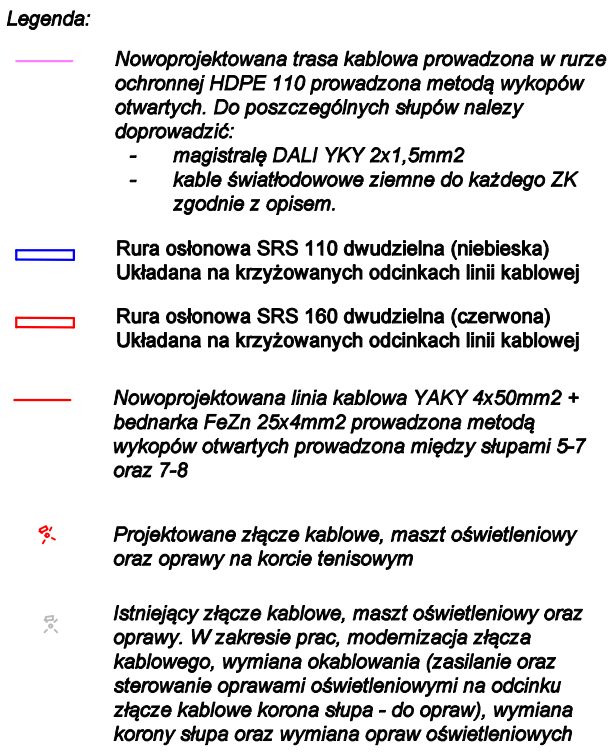 Legenda:
Nowoprojektowana trasa kablowa prowadzona w rurze
ochronnej HDPE 110 prowadzona metodą wykopów
otwartych. Do poszczególnych słupów nalezy
doprowadzić:
- magistralę DALI YKY 2x1,5mm2
- kable światłodowowe ziemne do każdego ZK
zgodnie z opisem.
Rura osłonowa SRS 110 dwudzielna (niebieska)
Układana na krzyżowanych odcinkach linii kablowej
Rura osłonowa SRS 160 dwudzielna (czerwona)
Układana na krzyżowanych odcinkach linii kablowej
Nowoprojektowana linia kablowa YAKY 4x50mm2 +
bednarka FeZn 25x4mm2 prowadzona metodą
wykopów otwartych prowadzona między słupami 5-7
oraz 7-8
Projektowane złącze kablowe, maszt oświetleniowy
oraz oprawy na korcie tenisowym
Istniejący złącze kablowe, maszt oświetleniowy oraz
oprawy. W zakresie prac, modernizacja złącza
kablowego, wymiana okablowania (zasilanie oraz
sterowanie oprawami oświetleniowymi na odcinku
złącze kablowe korona słupa - do opraw), wymiana
korony słupa oraz wymiana opraw oświetleniowych